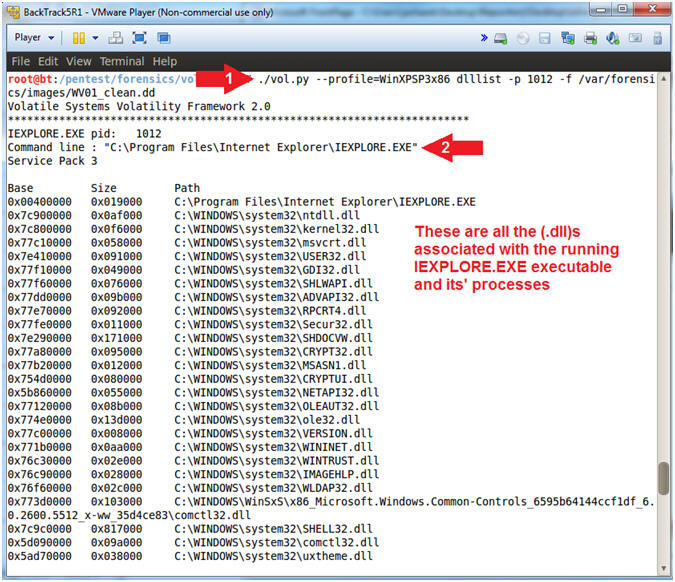 BackTrack5R1 - VMware Player (Non-commercial use only)
Player
File Edit View Terminal Help
root@bt:/pentest/forensics/vo 1 ./vol.py --profile=WinXPSP3x86 dlllist -p 1012 -f /var/forensi
cs/images/WV01_clean.dd
Volatile Systems Volatility Framework 2.0
************************************************************************
IEXPLORE.EXE pid:   1012
Command line : "C:\Program Files\Internet Explorer\IEXPLORE.EXE" 2
Service Pack 3
Base Size Path
0x00400000 0x019000 C:\Program Files\Internet Explorer\IEXPLORE.EXE
0x7c900000 0x0af000 C:\WINDOWS\system32\ntdll.dll
0x7c800000 0x0f6000 C:\WINDOWS\system32\kernel32.dll
0x77c10000 0x058000 C:\WINDOWS\system32\msvcrt.dll
0x7e410000 0x091000 C:\WINDOWS\system32\USER32.dll
0x77f10000 0x049000 C:\WINDOWS\system32\GDI32.dll
0x77f60000 0x076000 C:\WINDOWS\system32\SHLWAPI.dll
0x77dd0000 0x09b000 C:\WINDOWS\system32\ADVAPI32.dll
0x77e70000 0x092000 C:\WINDOWS\system32\RPCRT4.dll
0x77fe0000 0x011000 C:\WINDOWS\system32\Secur32.dll
0x7e290000 0x171000 C:\WINDOWS\system32\SHDOCVW.dll
0x77a80000 0x095000 C:\WINDOWS\system32\CRYPT32.dll
0x77b20000 0x012000 C:\WINDOWS\system32\MSASN1.dll
0x754d0000 0x080000 C:\WINDOWS\system32\CRYPTUI.dll
0x5b860000 0x055000 C:\WINDOWS\system32\NETAPI32.dll
0x77120000 0x08b000 C:\WINDOWS\system32\OLEAUT32.dll
0x774e0000 0x13d000 C:\WINDOWS\system32\ole32.dll
0x77c00000 0x008000 C:\WINDOWS\system32\VERSION.dll
0x771b0000 0x0aa000 C:\WINDOWS\system32\WININET.dll
0x76c30000 0x02e000 C:\WINDOWS\system32\WINTRUST.dll
0x76c90000 0x028000 C:\WINDOWS\system32\IMAGEHLP.dll
0x76f60000 0x02c000 C:\WINDOWS\system32\WLDAP32.dll
0x773d0000 0x103000 C:\WINDOWS\WinSxS\x86_Microsoft.Windows.Common-Controls_6595b64144ccf1df_6.
0.2600.5512_x-ww_35d4ce83\comctl32.dll
0x7c9c0000 0x817000 C:\WINDOWS\system32\SHELL32.dll
0x5d090000 0x09a000 C:\WINDOWS\system32\comctl32.dll
0x5ad70000 0x038000 C:\WINDOWS\system32\uxtheme.dll
These are all the (.dll)s
associated with the running
IEXPLORE.EXE executable
and its' processes